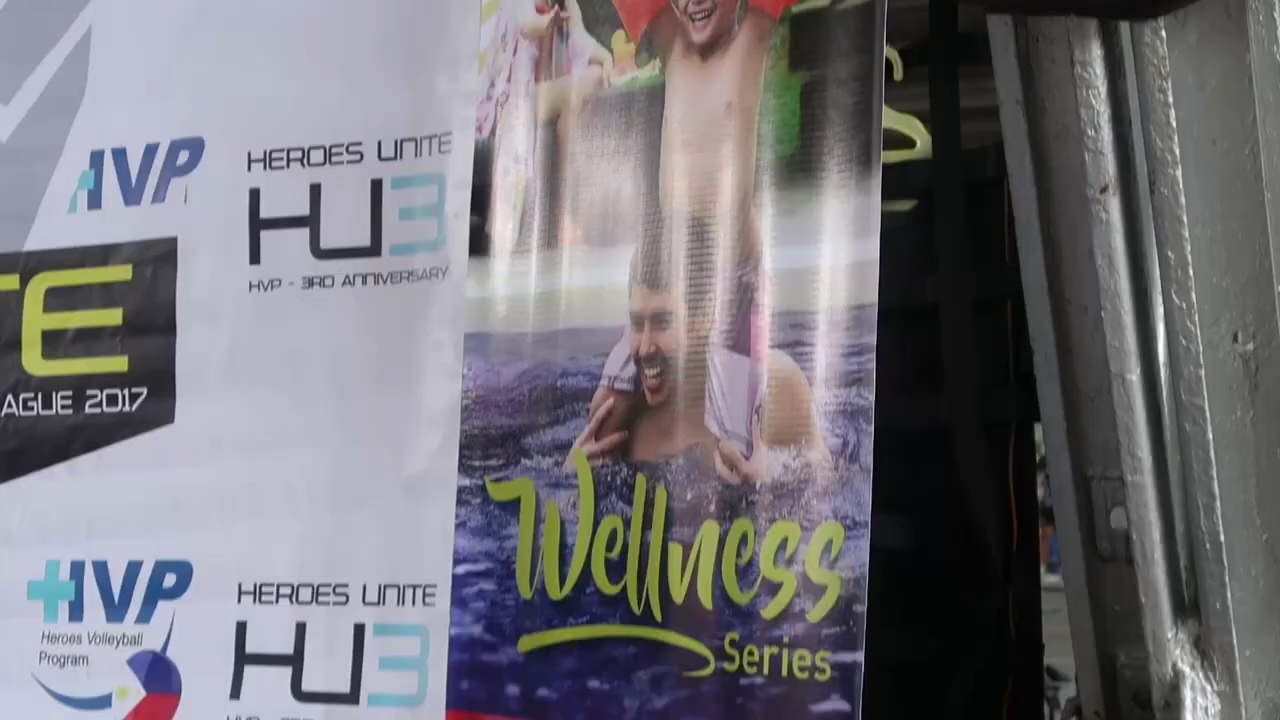 HVP
HEROES UNITE
HU3
HVP - 3RD ANNIVERSARY
TE
AGUE 2017
HVP
Heroes Volleyball
Program
HEROES UNITE
HU3
Wellness
Series